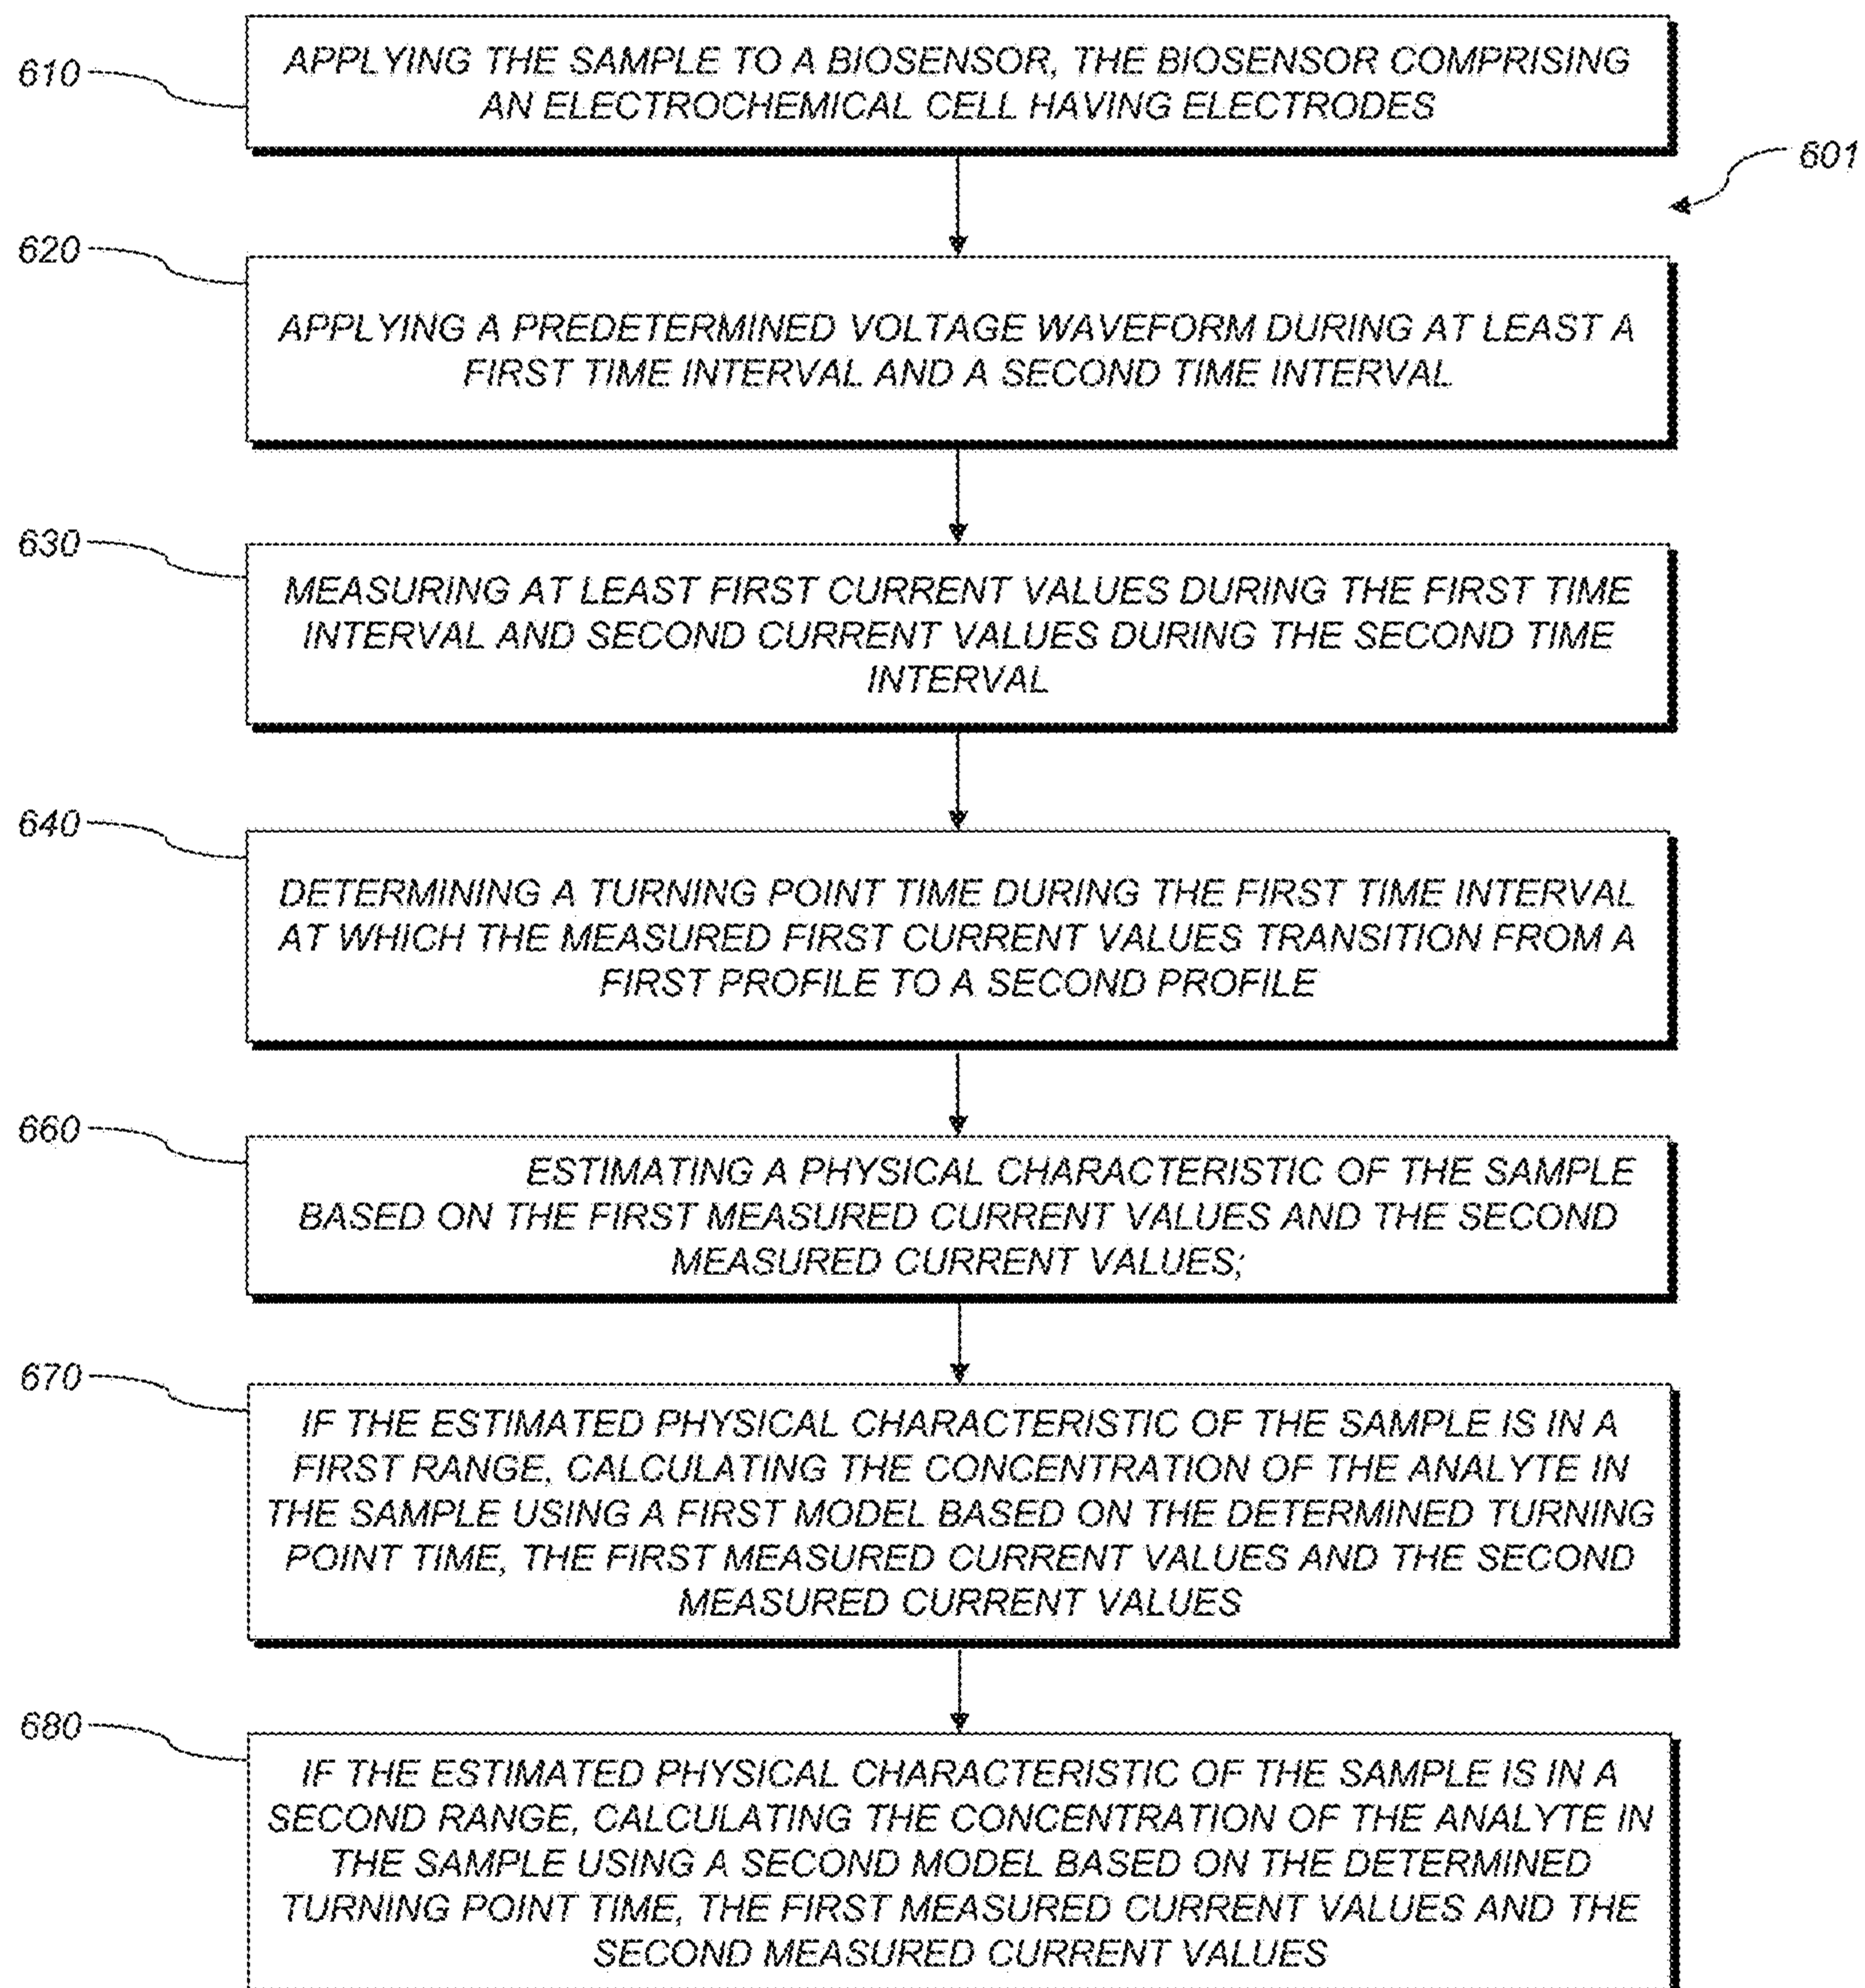 610
APPLYING THE SAMPLE TO A BIOSENSOR, THE BIOSENSOR COMPRISING
AN ELECTROCHEMICAL CELL HAVING ELECTRODES
601
620
APPLYING A PREDETERMINED VOLTAGE WAVEFORM DURING AT LEAST A
FIRST TIME INTERVAL AND A SECOND TIME INTERVAL
630
MEASURING AT LEAST FIRST CURRENT VALUES DURING THE FIRST TIME
INTERVAL AND SECOND CURRENT VALUES DURING THE SECOND TIME
INTERVAL
640
DETERMINING A TURNING POINT TIME DURING THE FIRST TIME INTERVAL
AT WHICH THE MEASURED FIRST CURRENT VALUES TRANSITION FROM A
FIRST PROFILE TO A SECOND PROFILE
660
ESTIMATING A PHYSICAL CHARACTERISTIC OF THE SAMPLE
BASED ON THE FIRST MEASURED CURRENT VALUES AND THE SECOND
MEASURED CURRENT VALUES;
670
IF THE ESTIMATED PHYSICAL CHARACTERISTIC OF THE SAMPLE IS IN A
FIRST RANGE, CALCULATING THE CONCENTRATION OF THE ANALYTE IN
THE SAMPLE USING A FIRST MODEL BASED ON THE DETERMINED TURNING
POINT TIME, THE FIRST MEASURED CURRENT VALUES AND THE SECOND
MEASURED CURRENT VALUES
680
IF THE ESTIMATED PHYSICAL CHARACTERISTIC OF THE SAMPLE IS IN A
SECOND RANGE, CALCULATING THE CONCENTRATION OF THE ANALYTE IN
THE SAMPLE USING A SECOND MODEL BASED ON THE DETERMINED
TURNING POINT TIME, THE FIRST MEASURED CURRENT VALUES AND THE
SECOND MEASURED CURRENT VALUES